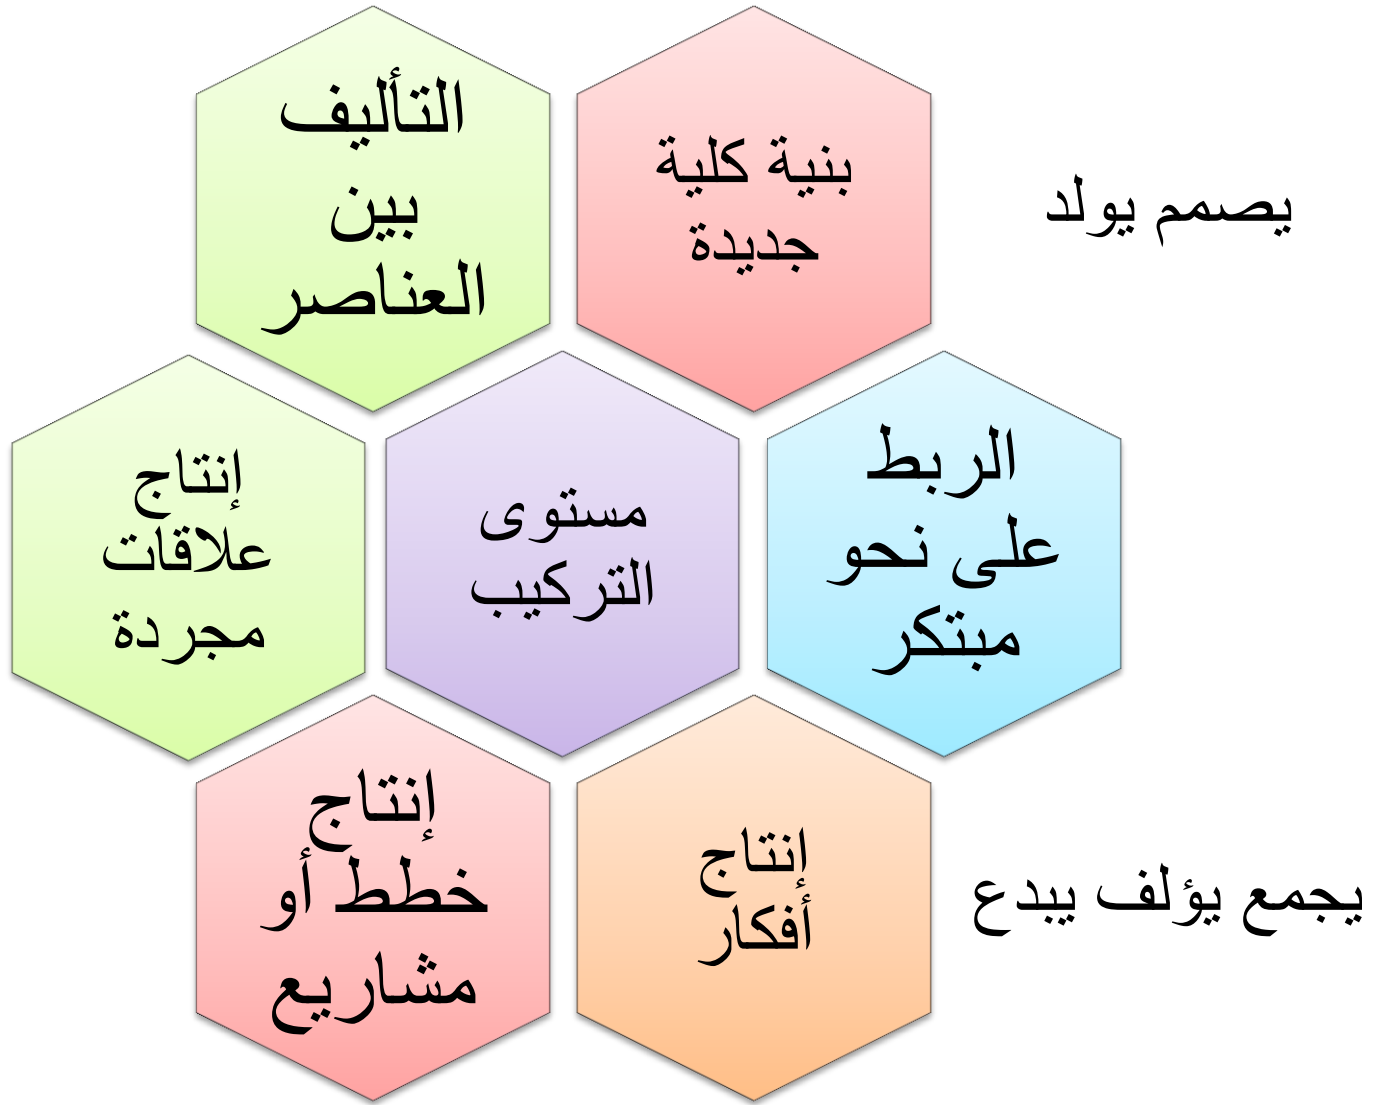 يصمم يولد
بنية كلية
جديدة
التأليف
بين
العناصر
الربط
على نحو
مبتكر
مستوى
التركيب
إنتاج
علاقات
مجردة
يجمع يؤلف يبدع
إنتاج
أفكار
إنتاج
خطط أو
مشاريع